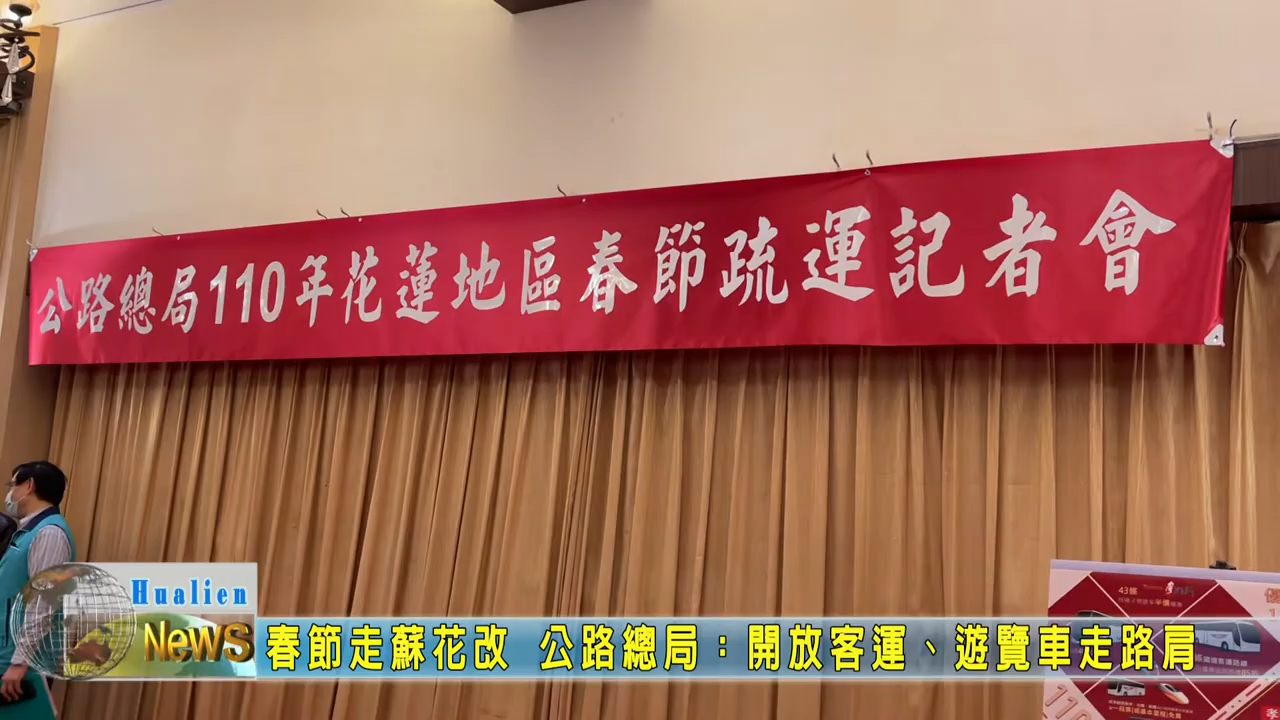 公路總局110年花蓮地區春節疏運記者會
43條
半價
Hualien
News
春節走蘇花改 公路總局：開放客運、遊覽車走路肩